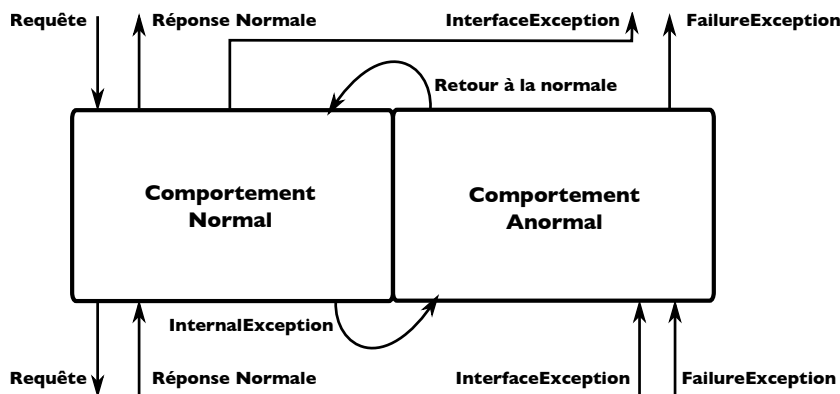 Requête
Réponse Normale
InterfaceException
FailureException
Retour à la normale
Comportement
Normal
Comportement
Anormal
InternalException
Requête
Réponse Normale
InterfaceException
FailureException